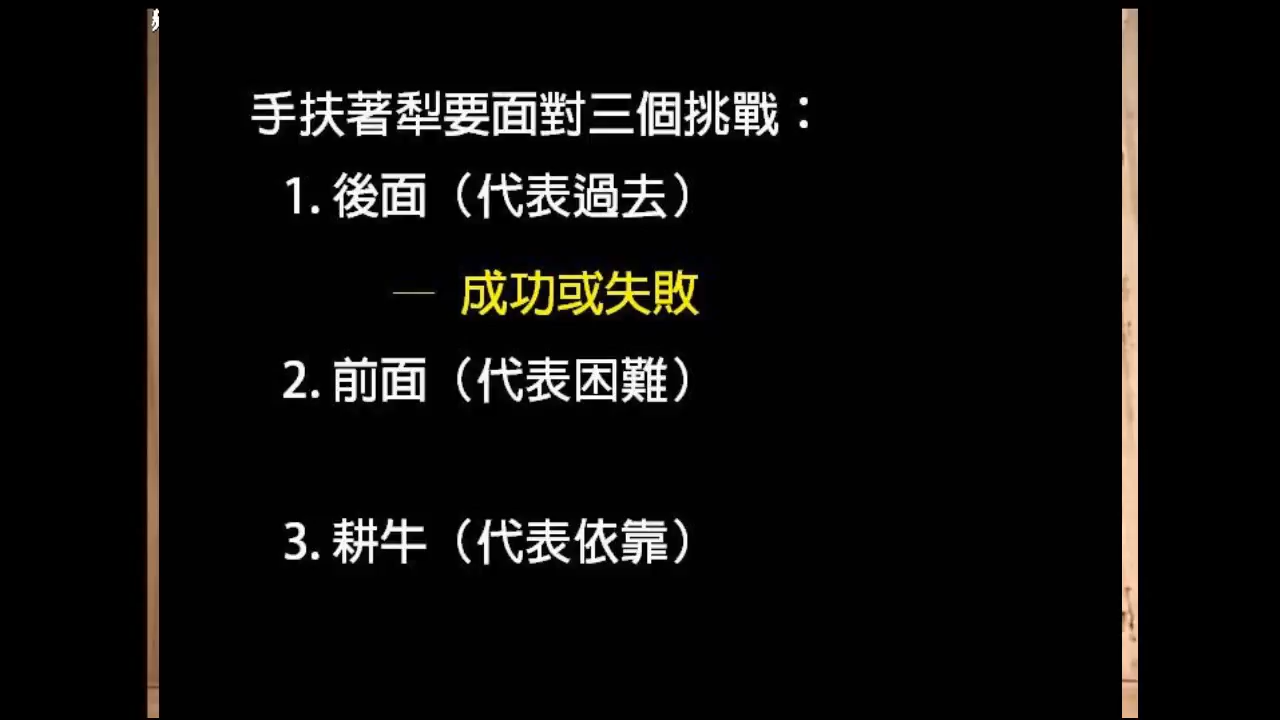 手扶著犁要面對三個挑戰：
1. 後面（代表過去）
— 成功或失敗
2. 前面（代表困難）
3. 耕牛（代表依靠）